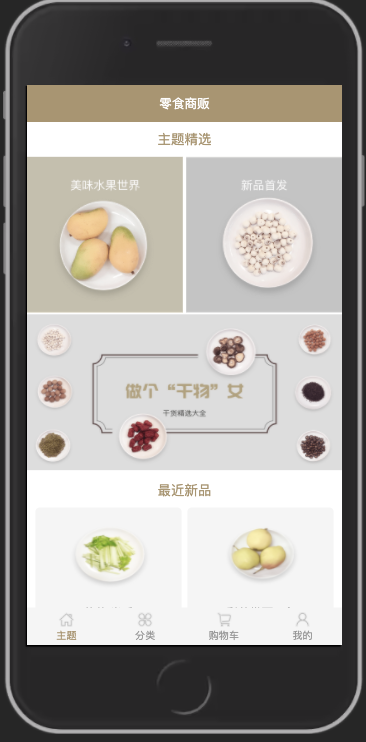 零食商贩
主题精选
美味水果世界
新品首发
做个“干物”女
干货精选大全
最近新品
主题
分类
购物车
我的